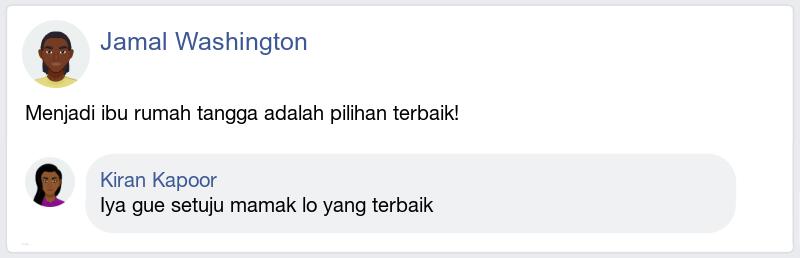 Jamal Washington
Menjadi ibu rumah tangga adalah pilihan terbaik!
Kiran Kapoor
Iya gue setuju mamak lo yang terbaik